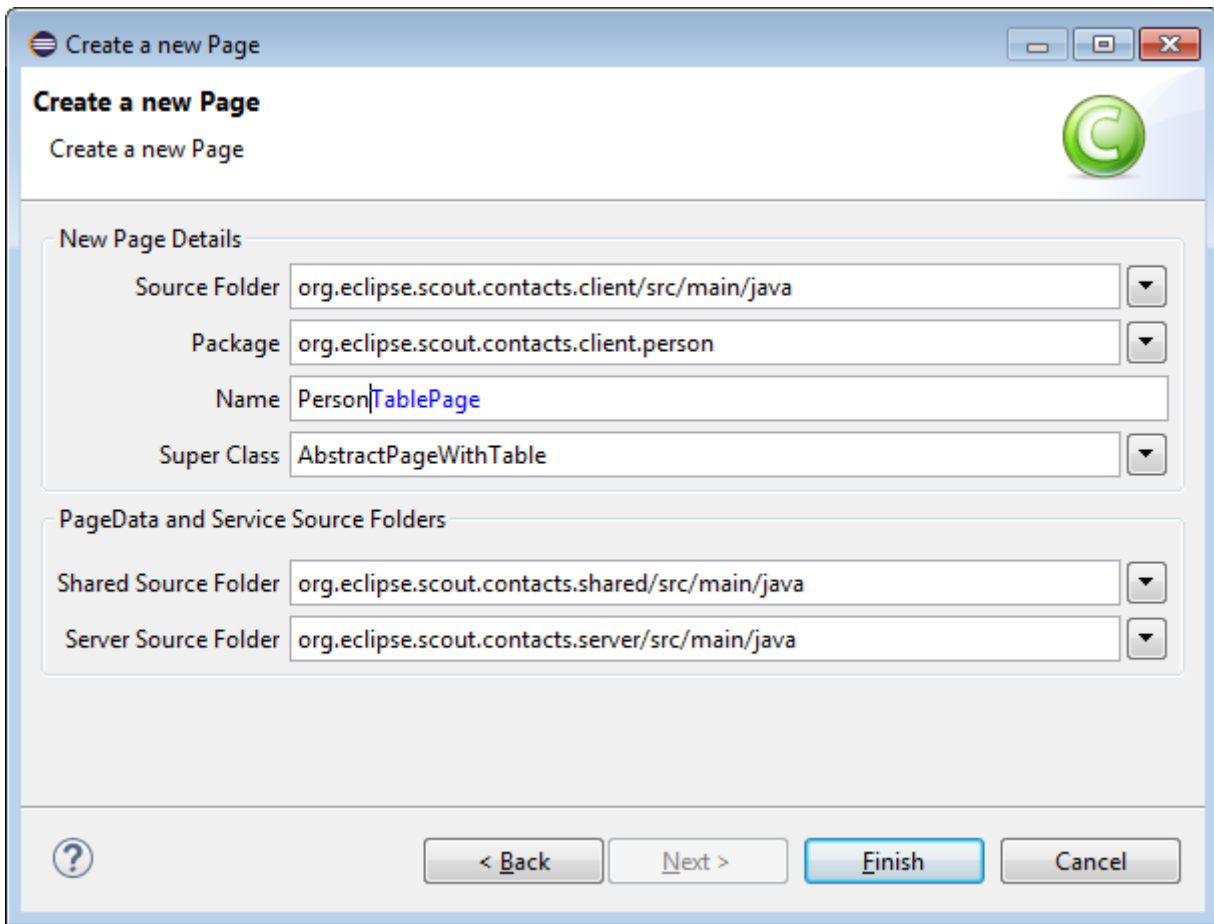 Create a new Page
Create a new Page
Create a new Page
C
New Page Details
Source Folder org.eclipse.scout.contacts.client/src/main/java
Package org.eclipse.scout.contacts.client.person
Name PersonTablePage
Super Class AbstractPageWithTable
PageData and Service Source Folders
Shared Source Folder org.eclipse.scout.contacts.shared/src/main/java
Server Source Folder org.eclipse.scout.contacts.server/src/main/java
? < Back Next > Finish Cancel